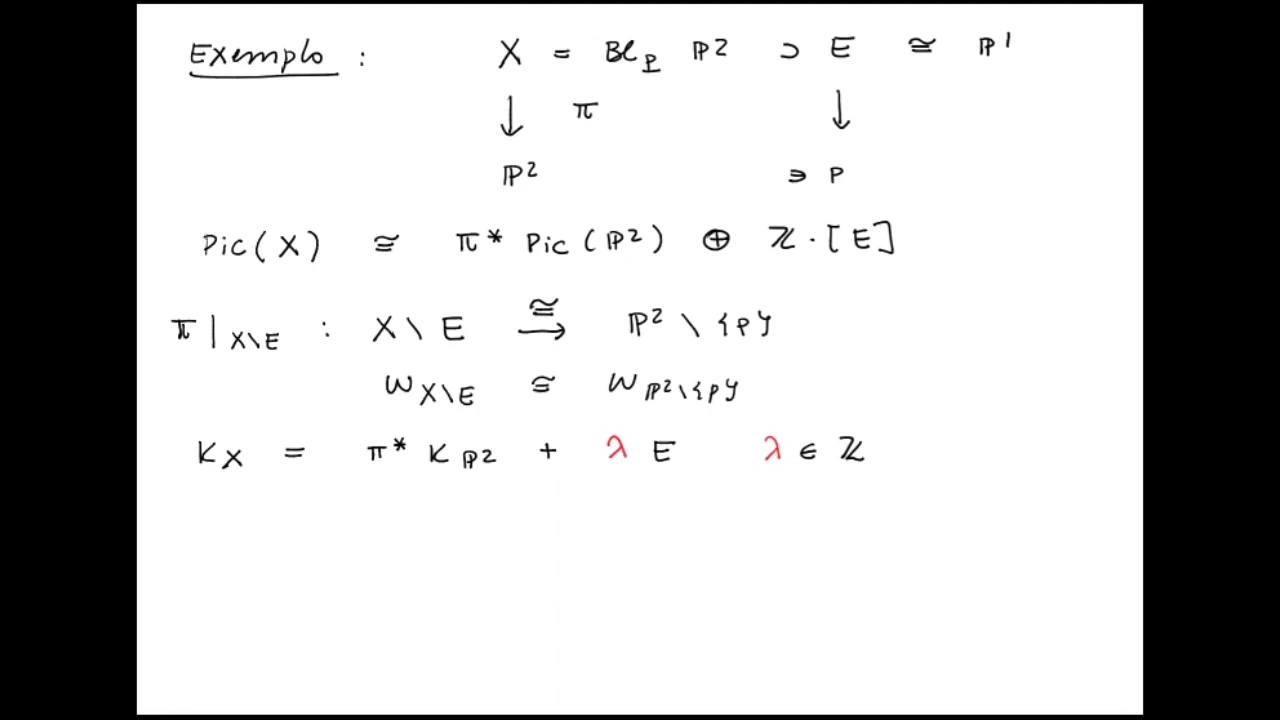 Exemplo : X = Bl_P ℙ² ⊃ E ≅ ℙ¹
↓ π ↓
ℙ² ∋ P
Pic(X) ≅ π* Pic(ℙ²) ⊕ ℤ·[E]
π|_{X\E} : X \ E ≅→ ℙ² \ {P}
ω_{X\E} ≅ ω_{ℙ²\{P}}
K_X = π* K_{ℙ²} + λ E λ ∈ ℤ